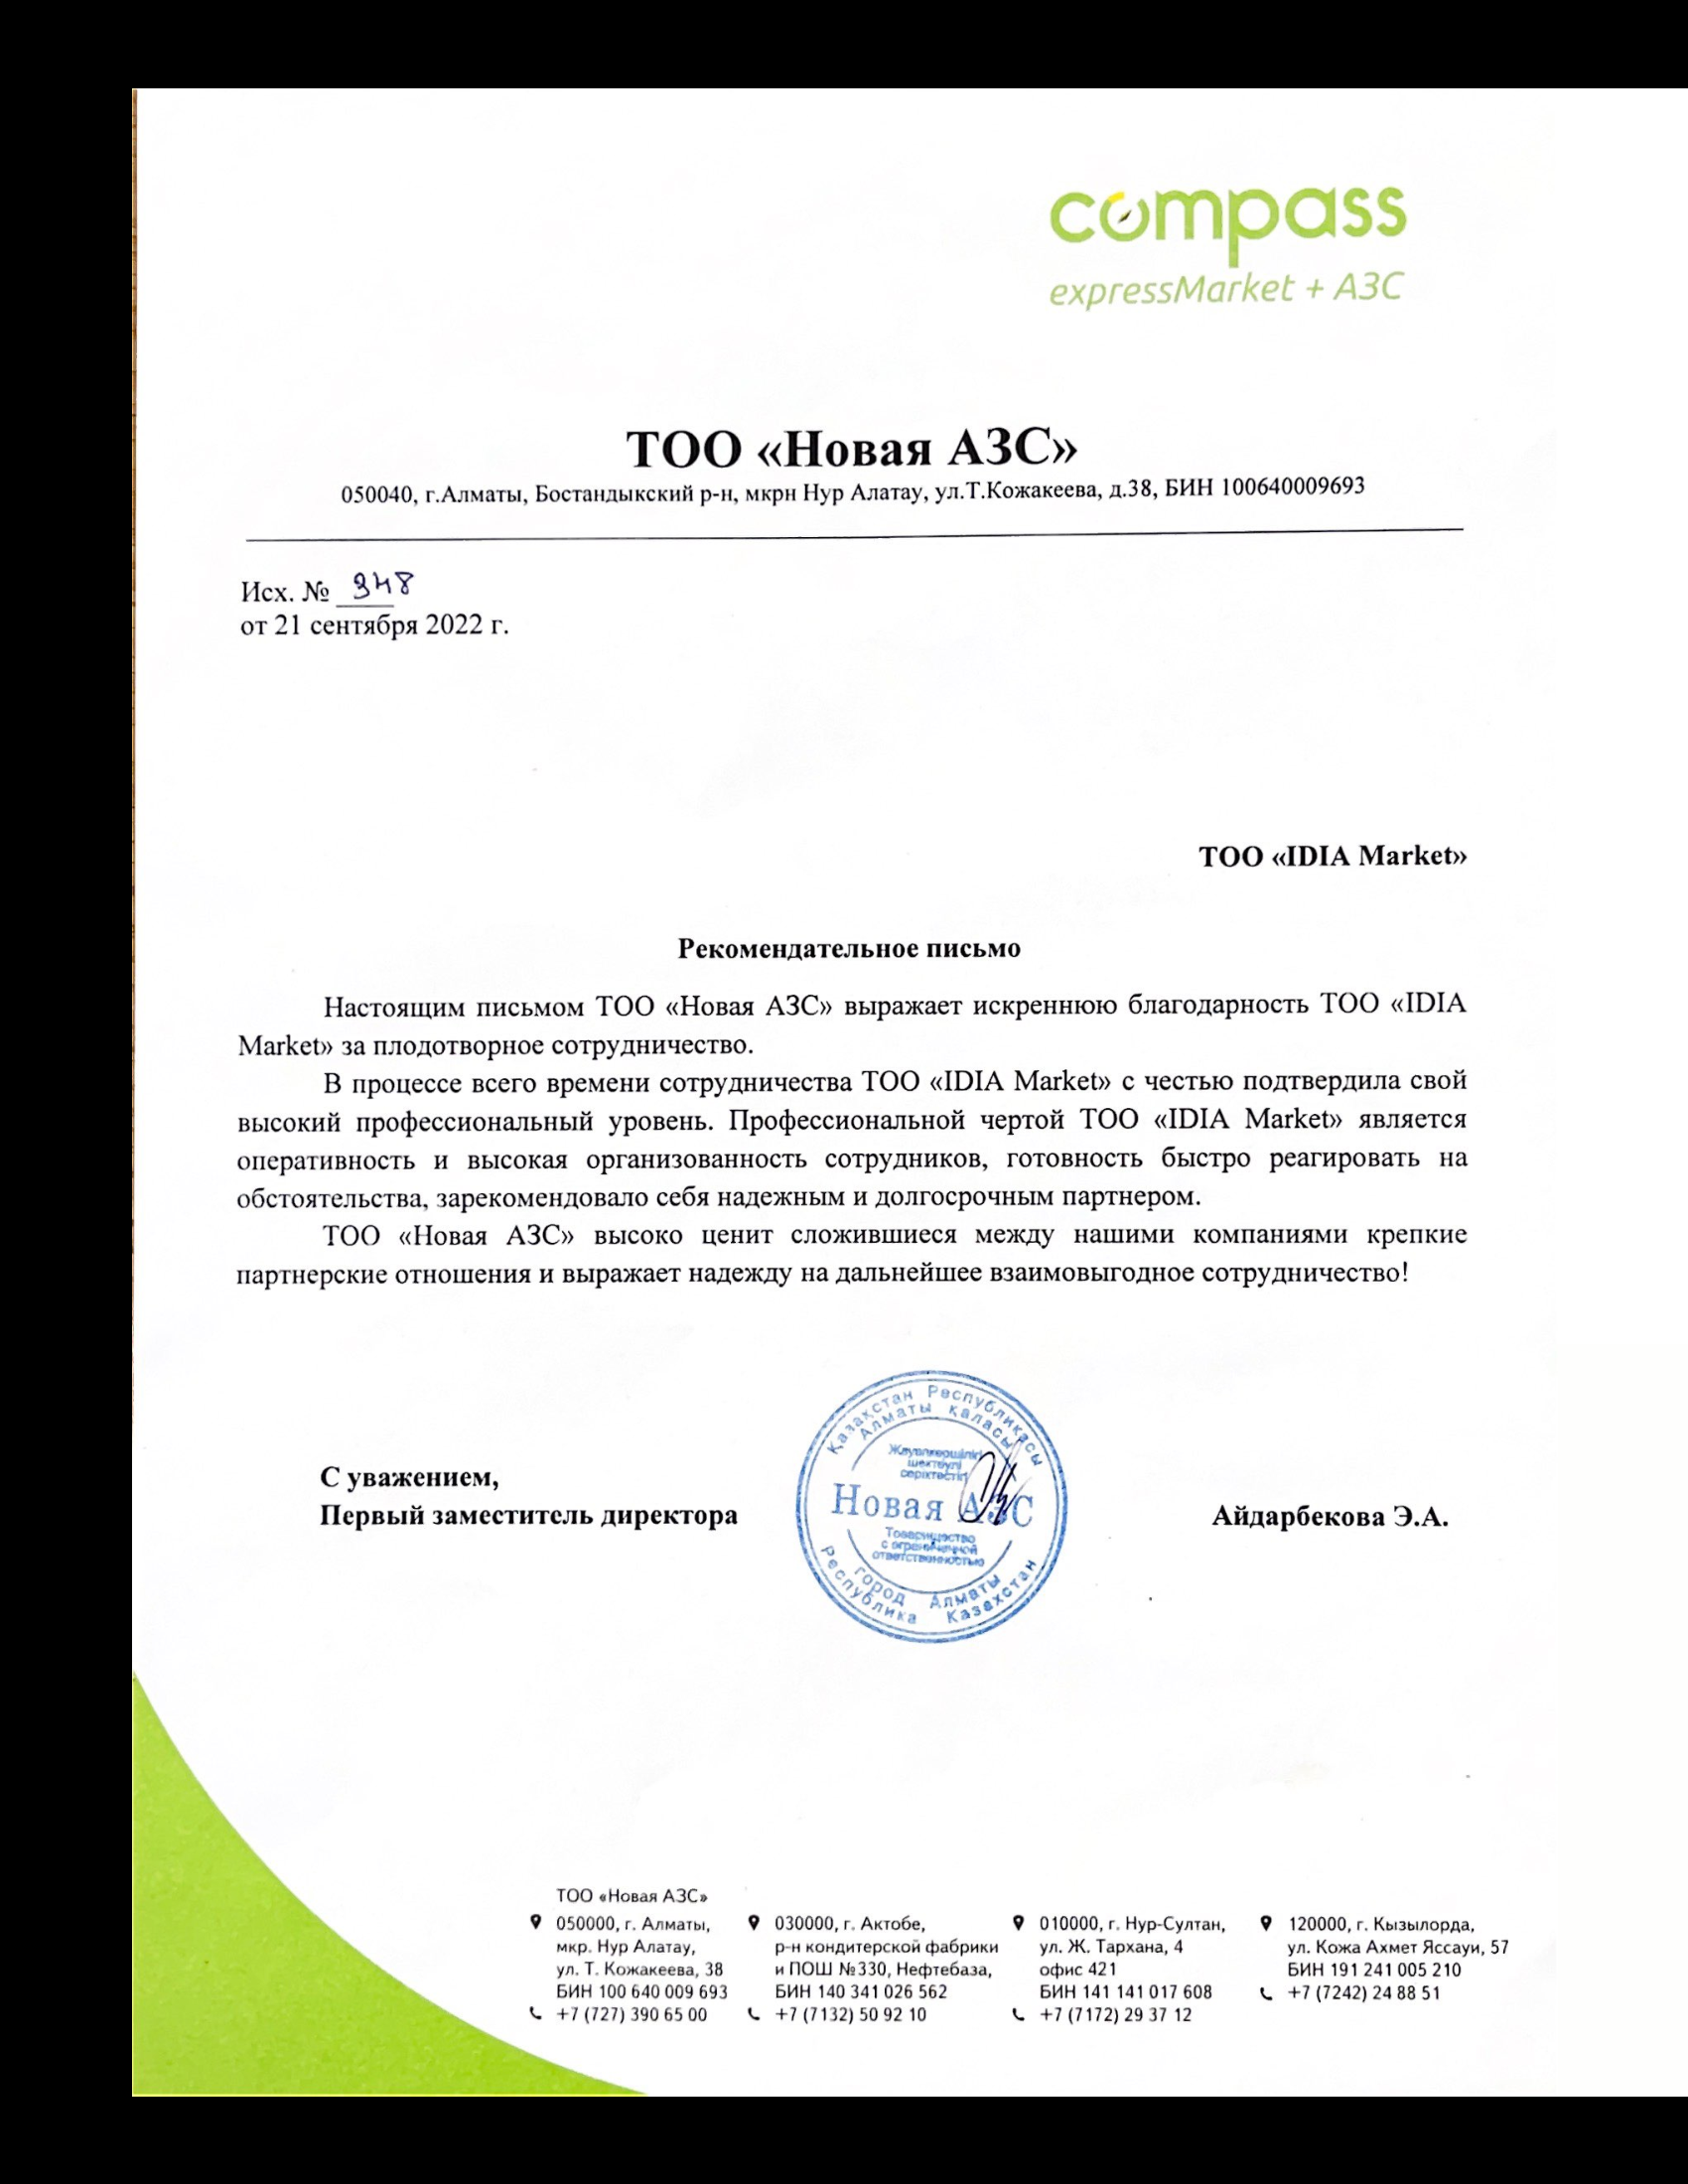 compass
expressMarket + АЗС
ТОО «Новая АЗС»
050040, г.Алматы, Бостандыкский р-н, мкрн Нур Алатау, ул.Т.Кожакеева, д.38, БИН 100640009693
Исх. № 348
от 21 сентября 2022 г.
ТОО «IDIA Market»
Рекомендательное письмо
Настоящим письмом ТОО «Новая АЗС» выражает искреннюю благодарность ТОО «IDIA
Market» за плодотворное сотрудничество.
В процессе всего времени сотрудничества ТОО «IDIA Market» с честью подтвердила свой
высокий профессиональный уровень. Профессиональной чертой ТОО «IDIA Market» является
оперативность и высокая организованность сотрудников, готовность быстро реагировать на
обстоятельства, зарекомендовало себя надежным и долгосрочным партнером.
ТОО «Новая АЗС» высоко ценит сложившиеся между нашими компаниями крепкие
партнерские отношения и выражает надежду на дальнейшее взаимовыгодное сотрудничество!
С уважением,
Первый заместитель директора
Айдарбекова Э.А.
Қазақстан Республикасы
Алматы қаласы
Жауапкершілігі
шектеулі
серіктестігі
Новая АЗС
Товарищество
с ограниченной
ответственностью
город Алматы
Республика Казахстан
ТОО «Новая АЗС»
050000, г. Алматы,
мкр. Нур Алатау,
ул. Т. Кожакеева, 38
БИН 100 640 009 693
+7 (727) 390 65 00
030000, г. Актобе,
р-н кондитерской фабрики
и ПОШ №330, Нефтебаза,
БИН 140 341 026 562
+7 (7132) 50 92 10
010000, г. Нур-Султан,
ул. Ж. Тархана, 4
офис 421
БИН 141 141 017 608
+7 (7172) 29 37 12
120000, г. Кызылорда,
ул. Кожа Ахмет Яссауи, 57
БИН 191 241 005 210
+7 (7242) 24 88 51